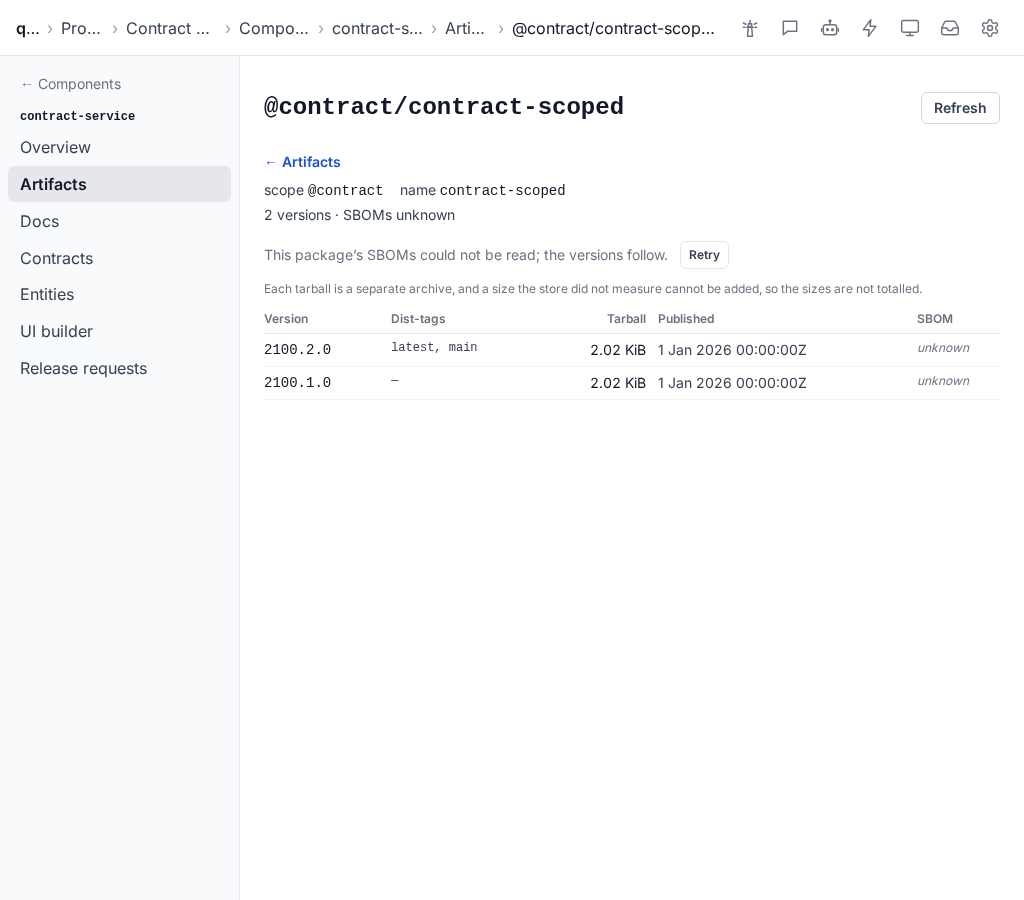 q... › Pro... › Contract ... › Compo... › contract-s... › Arti... › @contract/contract-scop...
← Components
contract-service
Overview
Artifacts
Docs
Contracts
Entities
UI builder
Release requests
@contract/contract-scoped
Refresh
← Artifacts
scope @contract name contract-scoped
2 versions · SBOMs unknown
This package’s SBOMs could not be read; the versions follow. Retry
Each tarball is a separate archive, and a size the store did not measure cannot be added, so the sizes are not totalled.
Version Dist-tags Tarball Published SBOM
2100.2.0 latest, main 2.02 KiB 1 Jan 2026 00:00:00Z unknown
2100.1.0 — 2.02 KiB 1 Jan 2026 00:00:00Z unknown